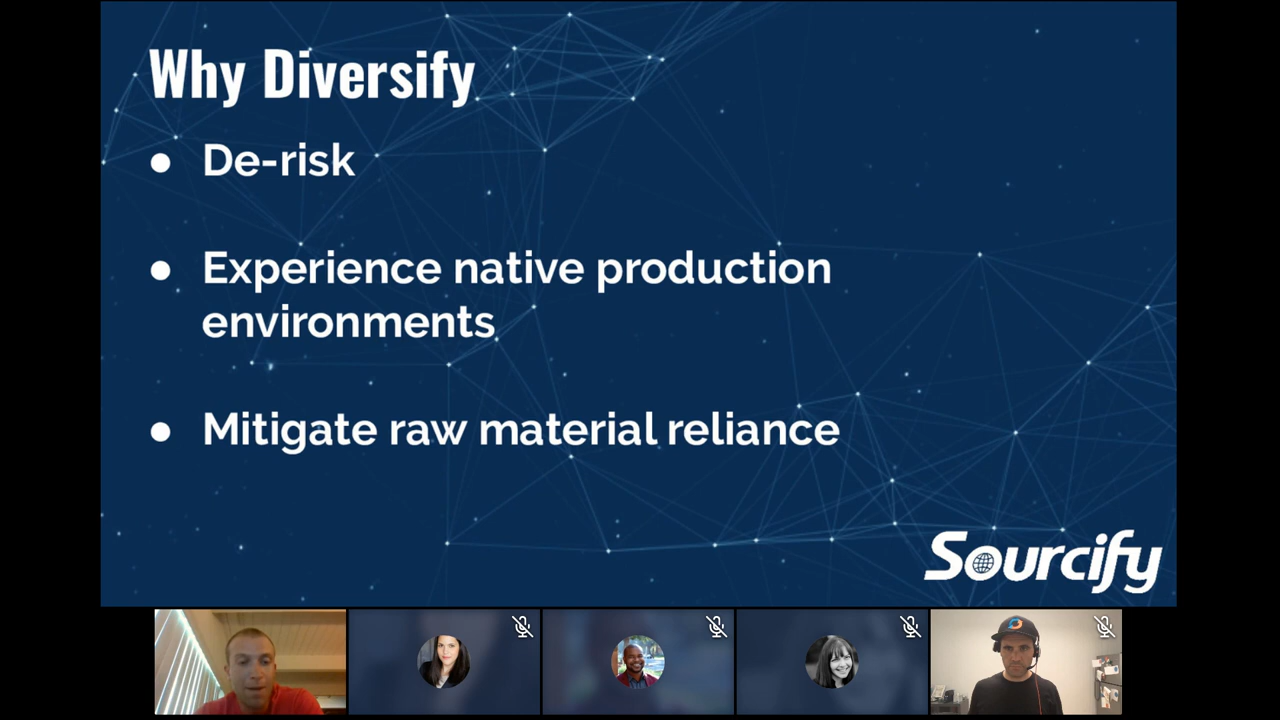 Why Diversify
● De-risk
● Experience native production
environments
● Mitigate raw material reliance
Sourcify